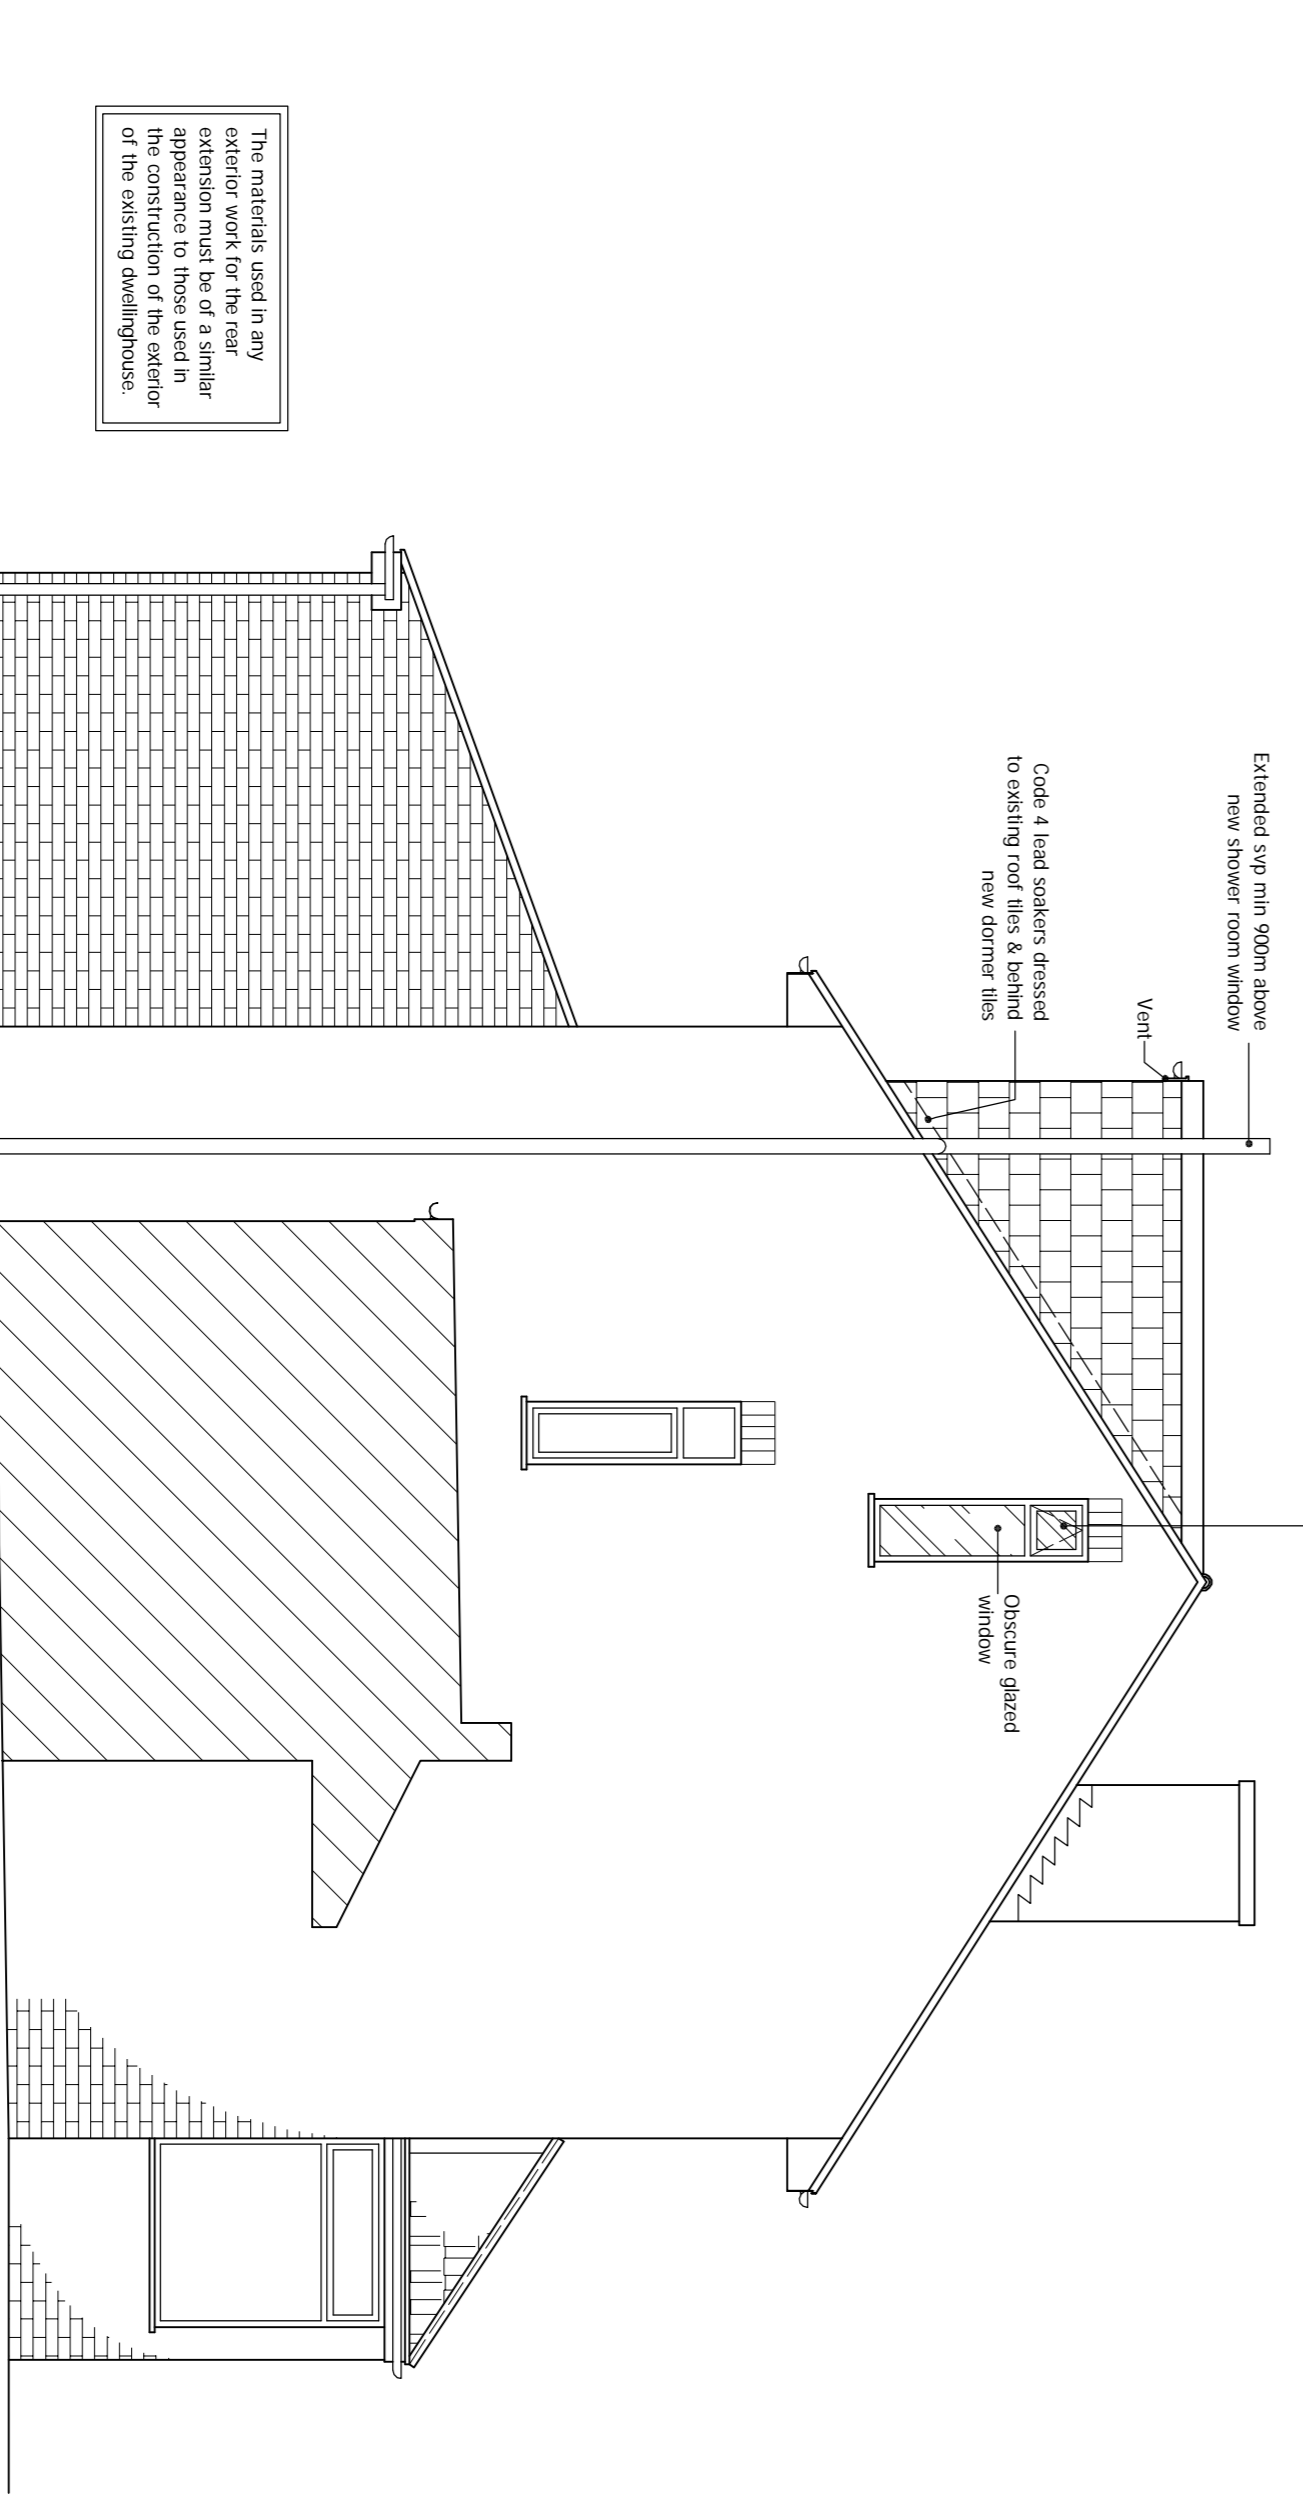 Extended svp min 900m above
new shower room window
Vent
Code 4 lead soakers dressed
to existing roof tiles & behind
new dormer tiles
Obscure glazed
window
The materials used in any
exterior work for the rear
extension must be of a similar
appearance to those used in
the construction of the exterior
of the existing dwellinghouse.